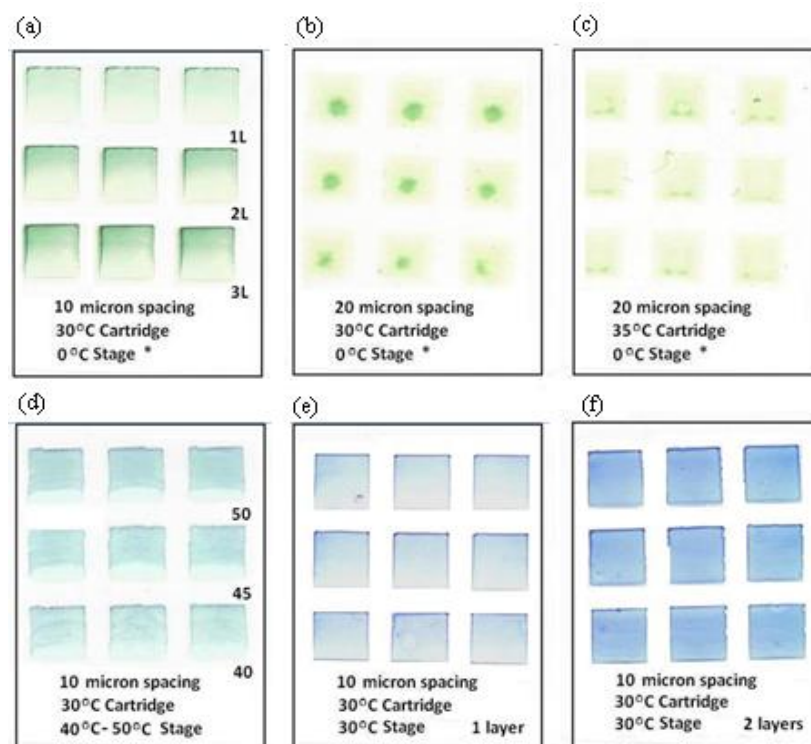 (a)
(b)
(c)
1L
2L
3L
10 micron spacing
30°C Cartridge
0°C Stage *
20 micron spacing
30°C Cartridge
0°C Stage *
20 micron spacing
35°C Cartridge
0°C Stage *
(d)
(e)
(f)
50
45
40
10 micron spacing
30°C Cartridge
40°C- 50°C Stage
10 micron spacing
30°C Cartridge
30°C Stage 1 layer
10 micron spacing
30°C Cartridge
30°C Stage 2 layers